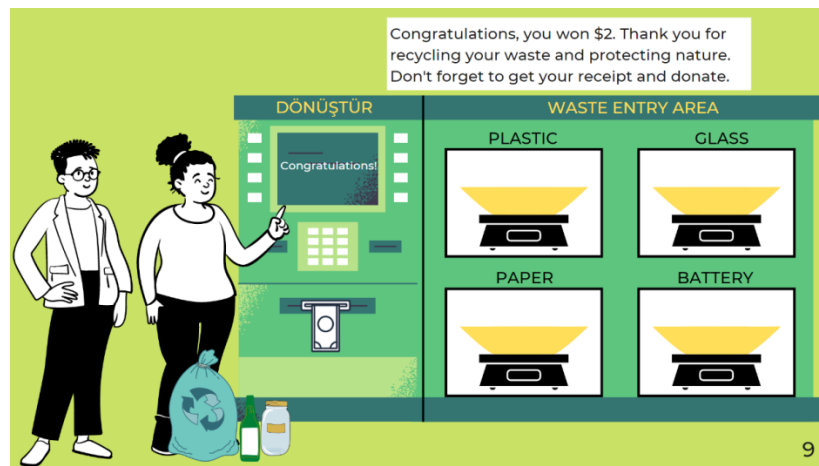 Congratulations, you won $2. Thank you for
recycling your waste and protecting nature.
Don't forget to get your receipt and donate.
DÖNÜŞTÜR
WASTE ENTRY AREA
Congratulations!
PLASTIC
GLASS
PAPER
BATTERY
9